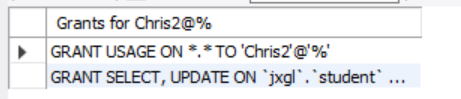 Grants for Chris2@%
GRANT USAGE ON *.* TO 'Chris2'@'%'
GRANT SELECT, UPDATE ON `jxgl`.`student` ...